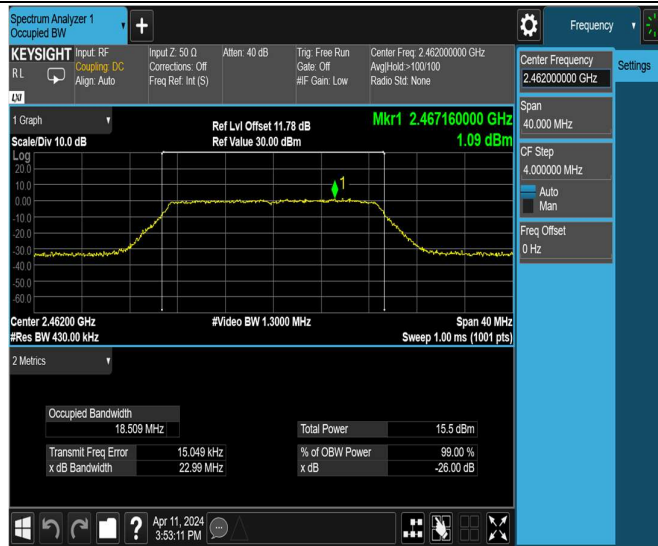 Spectrum Analyzer 1
Occupied BW
+
Frequency
KEYSIGHT
R L
LXI
Input: RF
Coupling: DC
Align: Auto
Input Z: 50 Ω
Corrections: Off
Freq Ref: Int (S)
Atten: 40 dB
Trig: Free Run
Gate: Off
#IF Gain: Low
Center Freq: 2.462000000 GHz
Avg|Hold:>100/100
Radio Std: None
Center Frequency
2.462000000 GHz
Settings
Span
40.000 MHz
CF Step
4.000000 MHz
Auto
Man
Freq Offset
0 Hz
1 Graph
Scale/Div 10.0 dB
Ref Lvl Offset 11.78 dB
Ref Value 30.00 dBm
Mkr1 2.467160000 GHz
1.09 dBm
Log
20.0
10.0
0.00
-10.0
-20.0
-30.0
-40.0
-50.0
-60.0
1
Center 2.46200 GHz
#Res BW 430.00 kHz
#Video BW 1.3000 MHz
Span 40 MHz
Sweep 1.00 ms (1001 pts)
2 Metrics
Occupied Bandwidth
18.509 MHz
Total Power 15.5 dBm
Transmit Freq Error 15.049 kHz
% of OBW Power 99.00 %
x dB Bandwidth 22.99 MHz
x dB -26.00 dB
?
Apr 11, 2024
3:53:11 PM